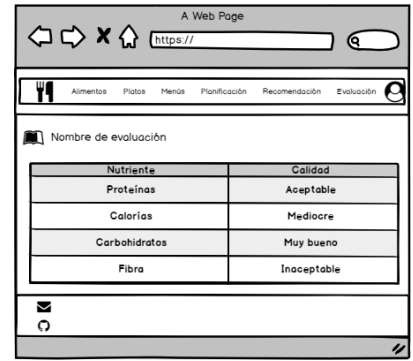 A Web Page
https://
Alimentos Platos Menús Planificación Recomendación Evaluación
Nombre de evaluación
Nutriente Calidad
Proteínas Aceptable
Calorías Mediocre
Carbohidratos Muy bueno
Fibra Inaceptable